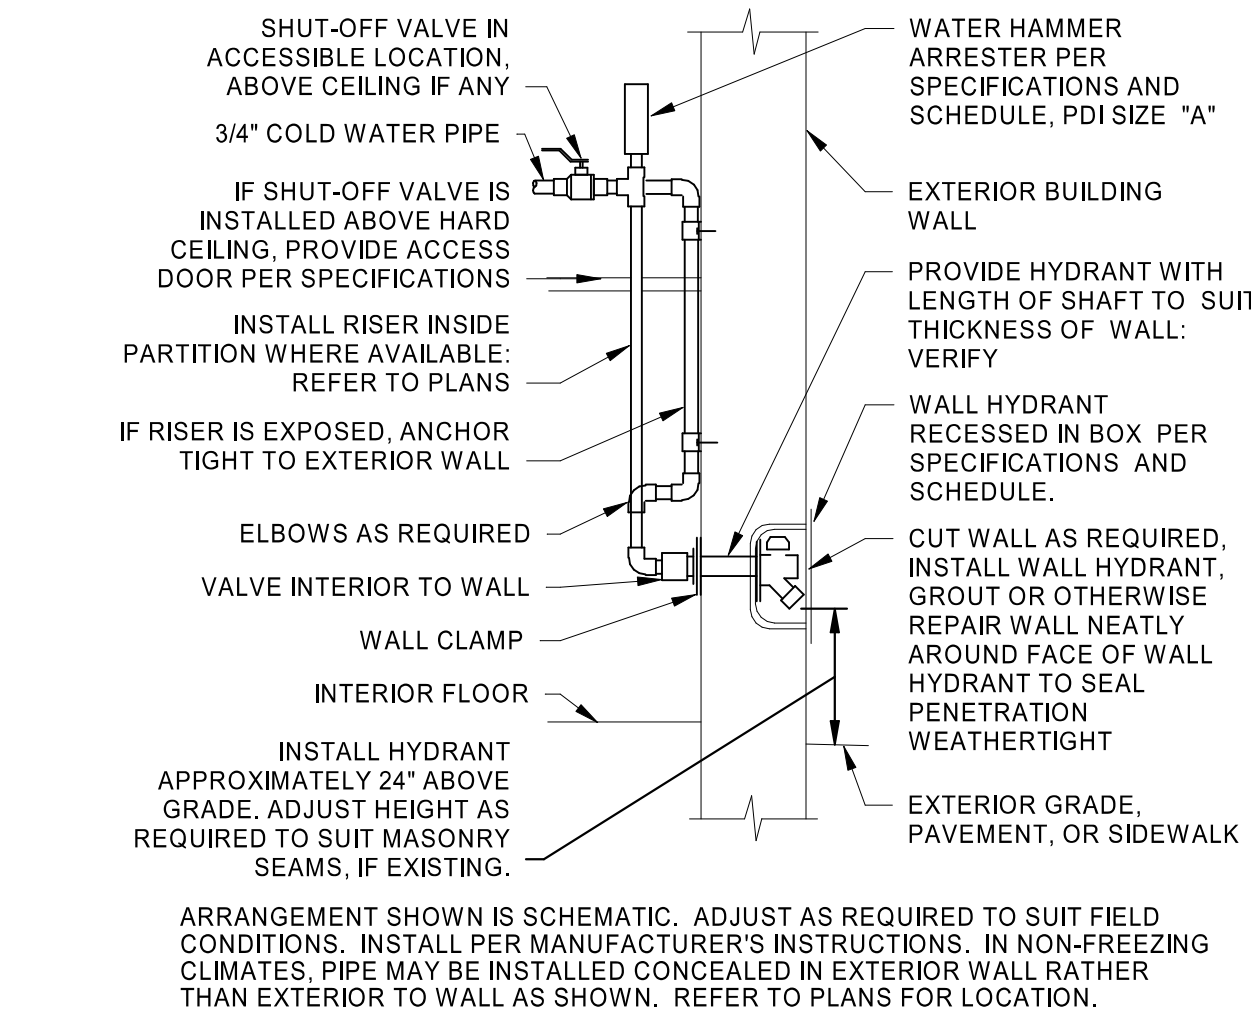 SHUT-OFF VALVE IN
ACCESSIBLE LOCATION,
ABOVE CEILING IF ANY
3/4" COLD WATER PIPE
IF SHUT-OFF VALVE IS
INSTALLED ABOVE HARD
CEILING, PROVIDE ACCESS
DOOR PER SPECIFICATIONS
INSTALL RISER INSIDE
PARTITION WHERE AVAILABLE:
REFER TO PLANS
IF RISER IS EXPOSED, ANCHOR
TIGHT TO EXTERIOR WALL
ELBOWS AS REQUIRED
VALVE INTERIOR TO WALL
WALL CLAMP
INTERIOR FLOOR
INSTALL HYDRANT
APPROXIMATELY 24" ABOVE
GRADE. ADJUST HEIGHT AS
REQUIRED TO SUIT MASONRY
SEAMS, IF EXISTING.
WATER HAMMER
ARRESTER PER
SPECIFICATIONS AND
SCHEDULE, PDI SIZE "A"
EXTERIOR BUILDING
WALL
PROVIDE HYDRANT WITH
LENGTH OF SHAFT TO SUIT
THICKNESS OF WALL:
VERIFY
WALL HYDRANT
RECESSED IN BOX PER
SPECIFICATIONS AND
SCHEDULE.
CUT WALL AS REQUIRED,
INSTALL WALL HYDRANT,
GROUT OR OTHERWISE
REPAIR WALL NEATLY
AROUND FACE OF WALL
HYDRANT TO SEAL
PENETRATION
WEATHERTIGHT
EXTERIOR GRADE,
PAVEMENT, OR SIDEWALK
ARRANGEMENT SHOWN IS SCHEMATIC. ADJUST AS REQUIRED TO SUIT FIELD
CONDITIONS. INSTALL PER MANUFACTURER'S INSTRUCTIONS. IN NON-FREEZING
CLIMATES, PIPE MAY BE INSTALLED CONCEALED IN EXTERIOR WALL RATHER
THAN EXTERIOR TO WALL AS SHOWN. REFER TO PLANS FOR LOCATION.